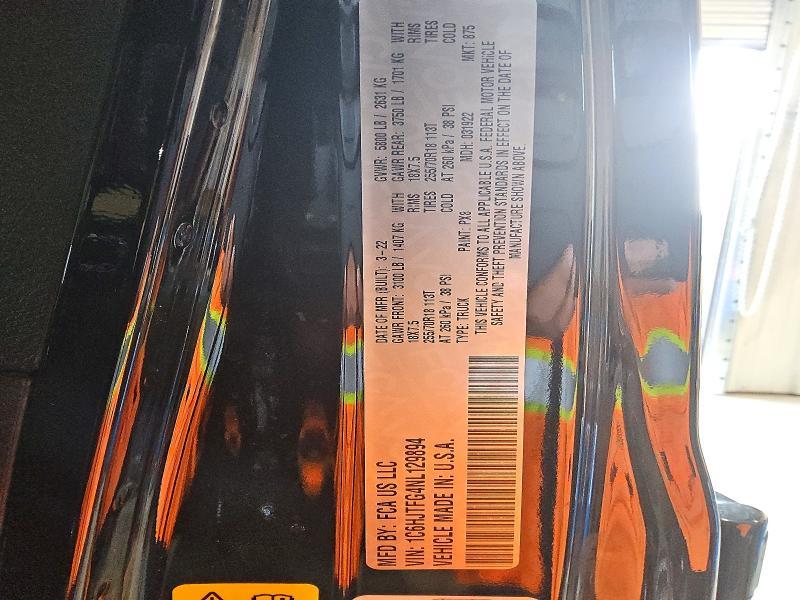 MFD BY: FCA US LLC
VIN: 1C6HJTFG4NL129894
VEHICLE MADE IN: U.S.A.
DATE OF MFR (BUILT): 3-22 GVWR: 5800 LB / 2631 KG
GAWR FRONT: 3100 LB / 1407 KG WITH GAWR REAR: 3750 LB / 1701 KG WITH
18X7.5 RIMS 18X7.5 RIMS
255/70R18 113T TIRES 255/70R18 113T TIRES
AT 260 kPa / 38 PSI COLD AT 260 kPa / 38 PSI COLD
TYPE: TRUCK PAINT: PX8 MDH: 031922 MKT: 875
THIS VEHICLE CONFORMS TO ALL APPLICABLE U.S.A. FEDERAL MOTOR VEHICLE
SAFETY AND THEFT PREVENTION STANDARDS IN EFFECT ON THE DATE OF
MANUFACTURE SHOWN ABOVE.